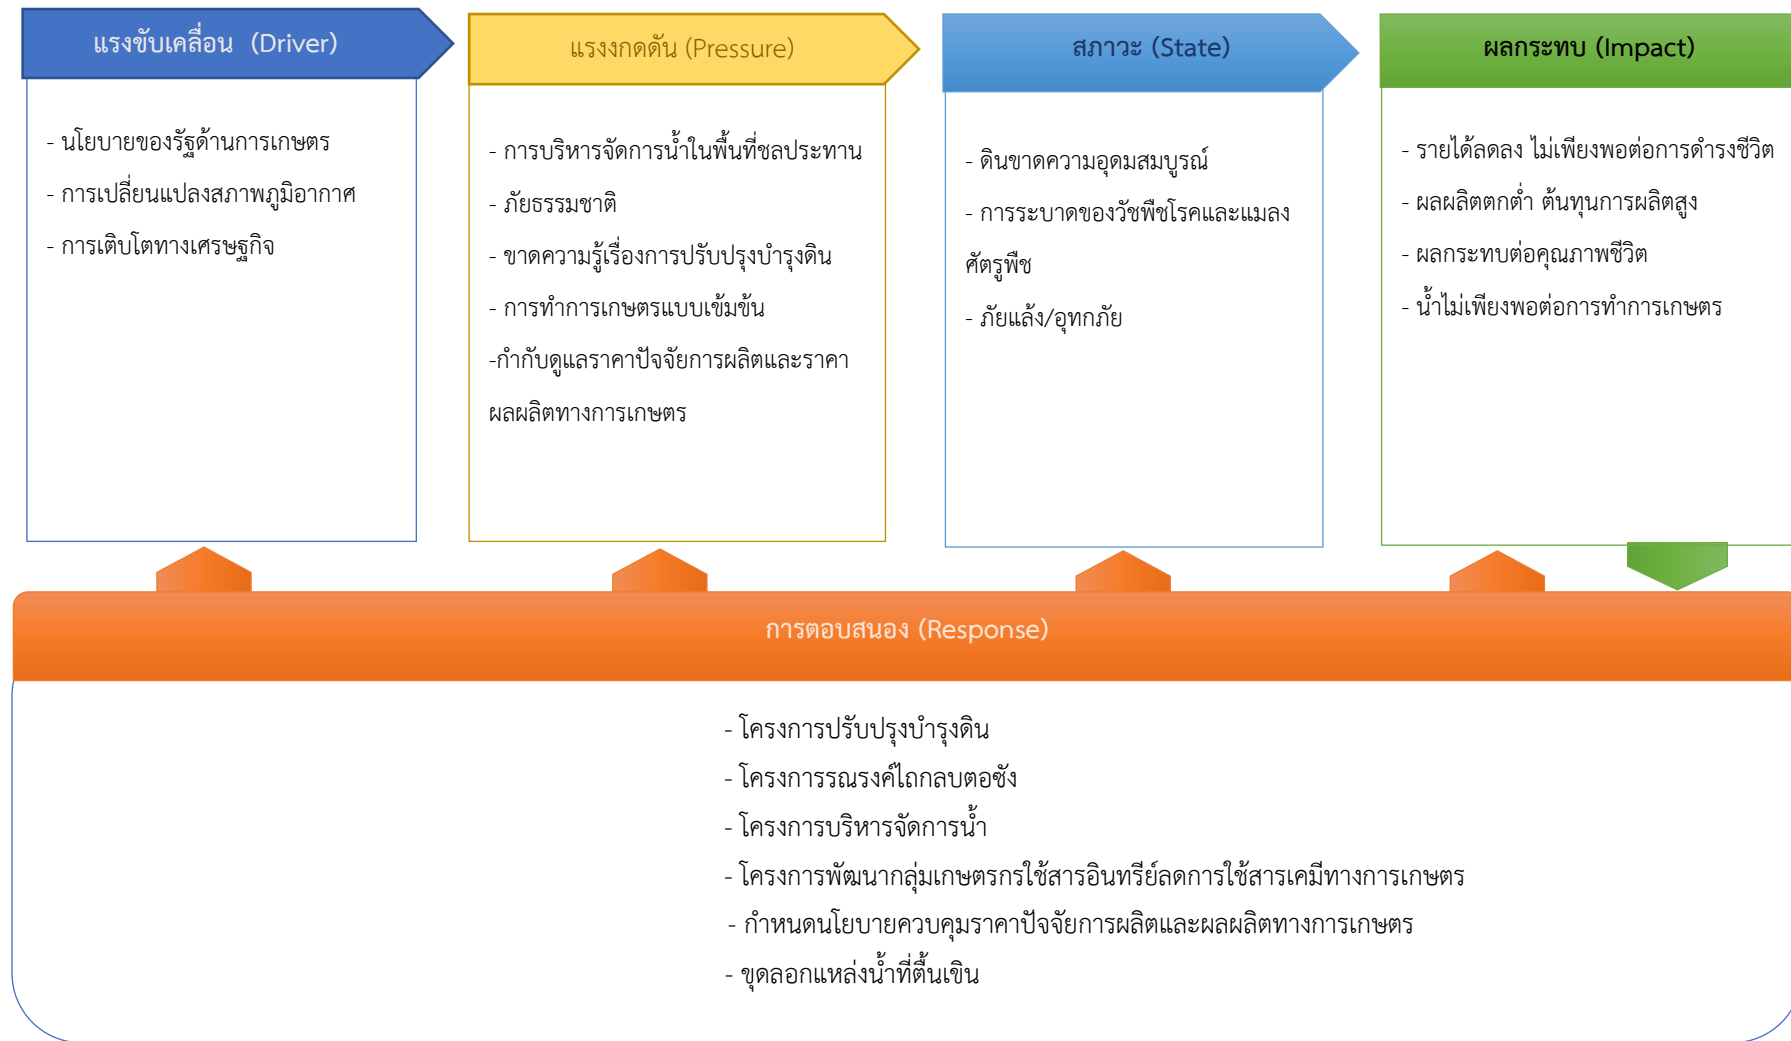 แรงขับเคลื่อน (Driver)
- นโยบายของรัฐด้านการเกษตร
- การเปลี่ยนแปลงสภาพภูมิอากาศ
- การเติบโตทางเศรษฐกิจ
แรงงกดดัน (Pressure)
- การบริหารจัดการน้ำในพื้นที่ชลประทาน
- ภัยธรรมชาติ
- ขาดความรู้เรื่องการปรับปรุงบำรุงดิน
- การทำการเกษตรแบบเข้มข้น
-กำกับดูแลราคาปัจจัยการผลิตและราคา
ผลผลิตทางการเกษตร
สภาวะ (State)
- ดินขาดความอุดมสมบูรณ์
- การระบาดของวัชพืชโรคและแมลง
ศัตรูพืช
- ภัยแล้ง/อุทกภัย
ผลกระทบ (Impact)
- รายได้ลดลง ไม่เพียงพอต่อการดำรงชีวิต
- ผลผลิตตกต่ำ ต้นทุนการผลิตสูง
- ผลกระทบต่อคุณภาพชีวิต
- น้ำไม่เพียงพอต่อการทำการเกษตร
การตอบสนอง (Response)
- โครงการปรับปรุงบำรุงดิน
- โครงการรณรงค์ไถกลบตอซัง
- โครงการบริหารจัดการน้ำ
- โครงการพัฒนากลุ่มเกษตรกรใช้สารอินทรีย์ลดการใช้สารเคมีทางการเกษตร
- กำหนดนโยบายควบคุมราคาปัจจัยการผลิตและผลผลิตทางการเกษตร
- ขุดลอกแหล่งน้ำที่ตื้นเขิน